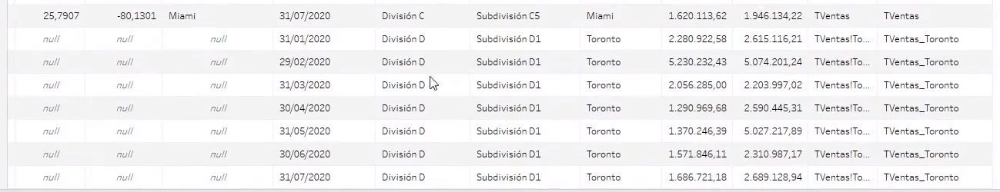 25,7907 -80,1301 Miami 31/07/2020 División C Subdivisión C5 Miami 1.620.113,62 1.946.134,22 TVentas TVentas
null null null 31/01/2020 División D Subdivisión D1 Toronto 2.280.922,58 2.615.116,21 TVentas!To... TVentas_Toronto
null null null 29/02/2020 División D Subdivisión D1 Toronto 5.230.232,43 5.074.201,24 TVentas!To... TVentas_Toronto
null null null 31/03/2020 División D Subdivisión D1 Toronto 2.056.285,00 2.203.997,02 TVentas!To... TVentas_Toronto
null null null 30/04/2020 División D Subdivisión D1 Toronto 1.290.969,68 2.590.445,31 TVentas!To... TVentas_Toronto
null null null 31/05/2020 División D Subdivisión D1 Toronto 1.370.246,39 5.027.217,89 TVentas!To... TVentas_Toronto
null null null 30/06/2020 División D Subdivisión D1 Toronto 1.571.846,11 2.310.987,17 TVentas!To... TVentas_Toronto
null null null 31/07/2020 División D Subdivisión D1 Toronto 1.686.721,18 2.689.128,94 TVentas!To... TVentas_Toronto